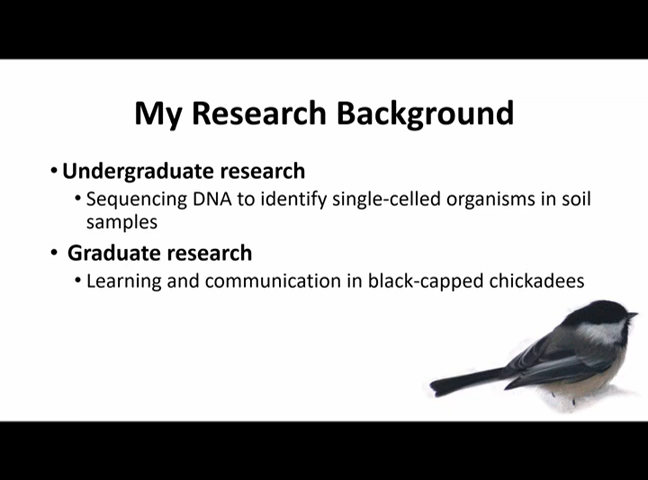 My Research Background
• Undergraduate research
• Sequencing DNA to identify single-celled organisms in soil
samples
• Graduate research
• Learning and communication in black-capped chickadees